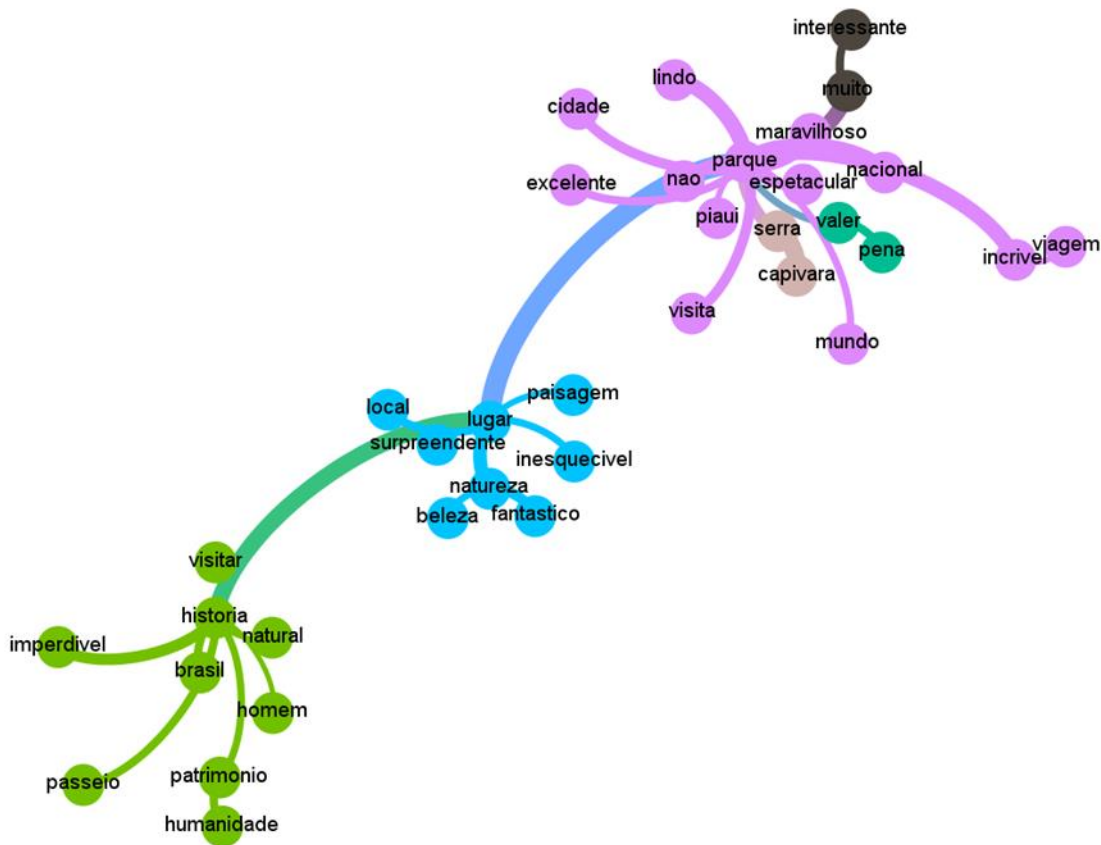 interessante
lindo
muito
cidade
maravilhoso
parque
nacional
excelente
nao
espetacular
piaui
serra
valer
pena
viagem
incrivel
capivara
visita
mundo
paisagem
local
lugar
surpreendente
inesquecivel
natureza
beleza
fantastico
visitar
historia
natural
imperdivel
brasil
homem
passeio
patrimonio
humanidade